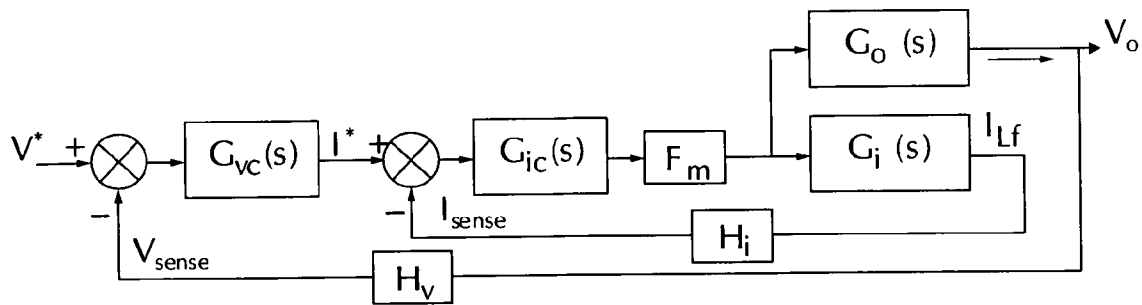 G_o (s)
V_o
V* +
G_vc(s)
I* +
G_ic(s)
F_m
G_i (s)
I_Lf
−
V_sense
−
I_sense
H_i
H_v